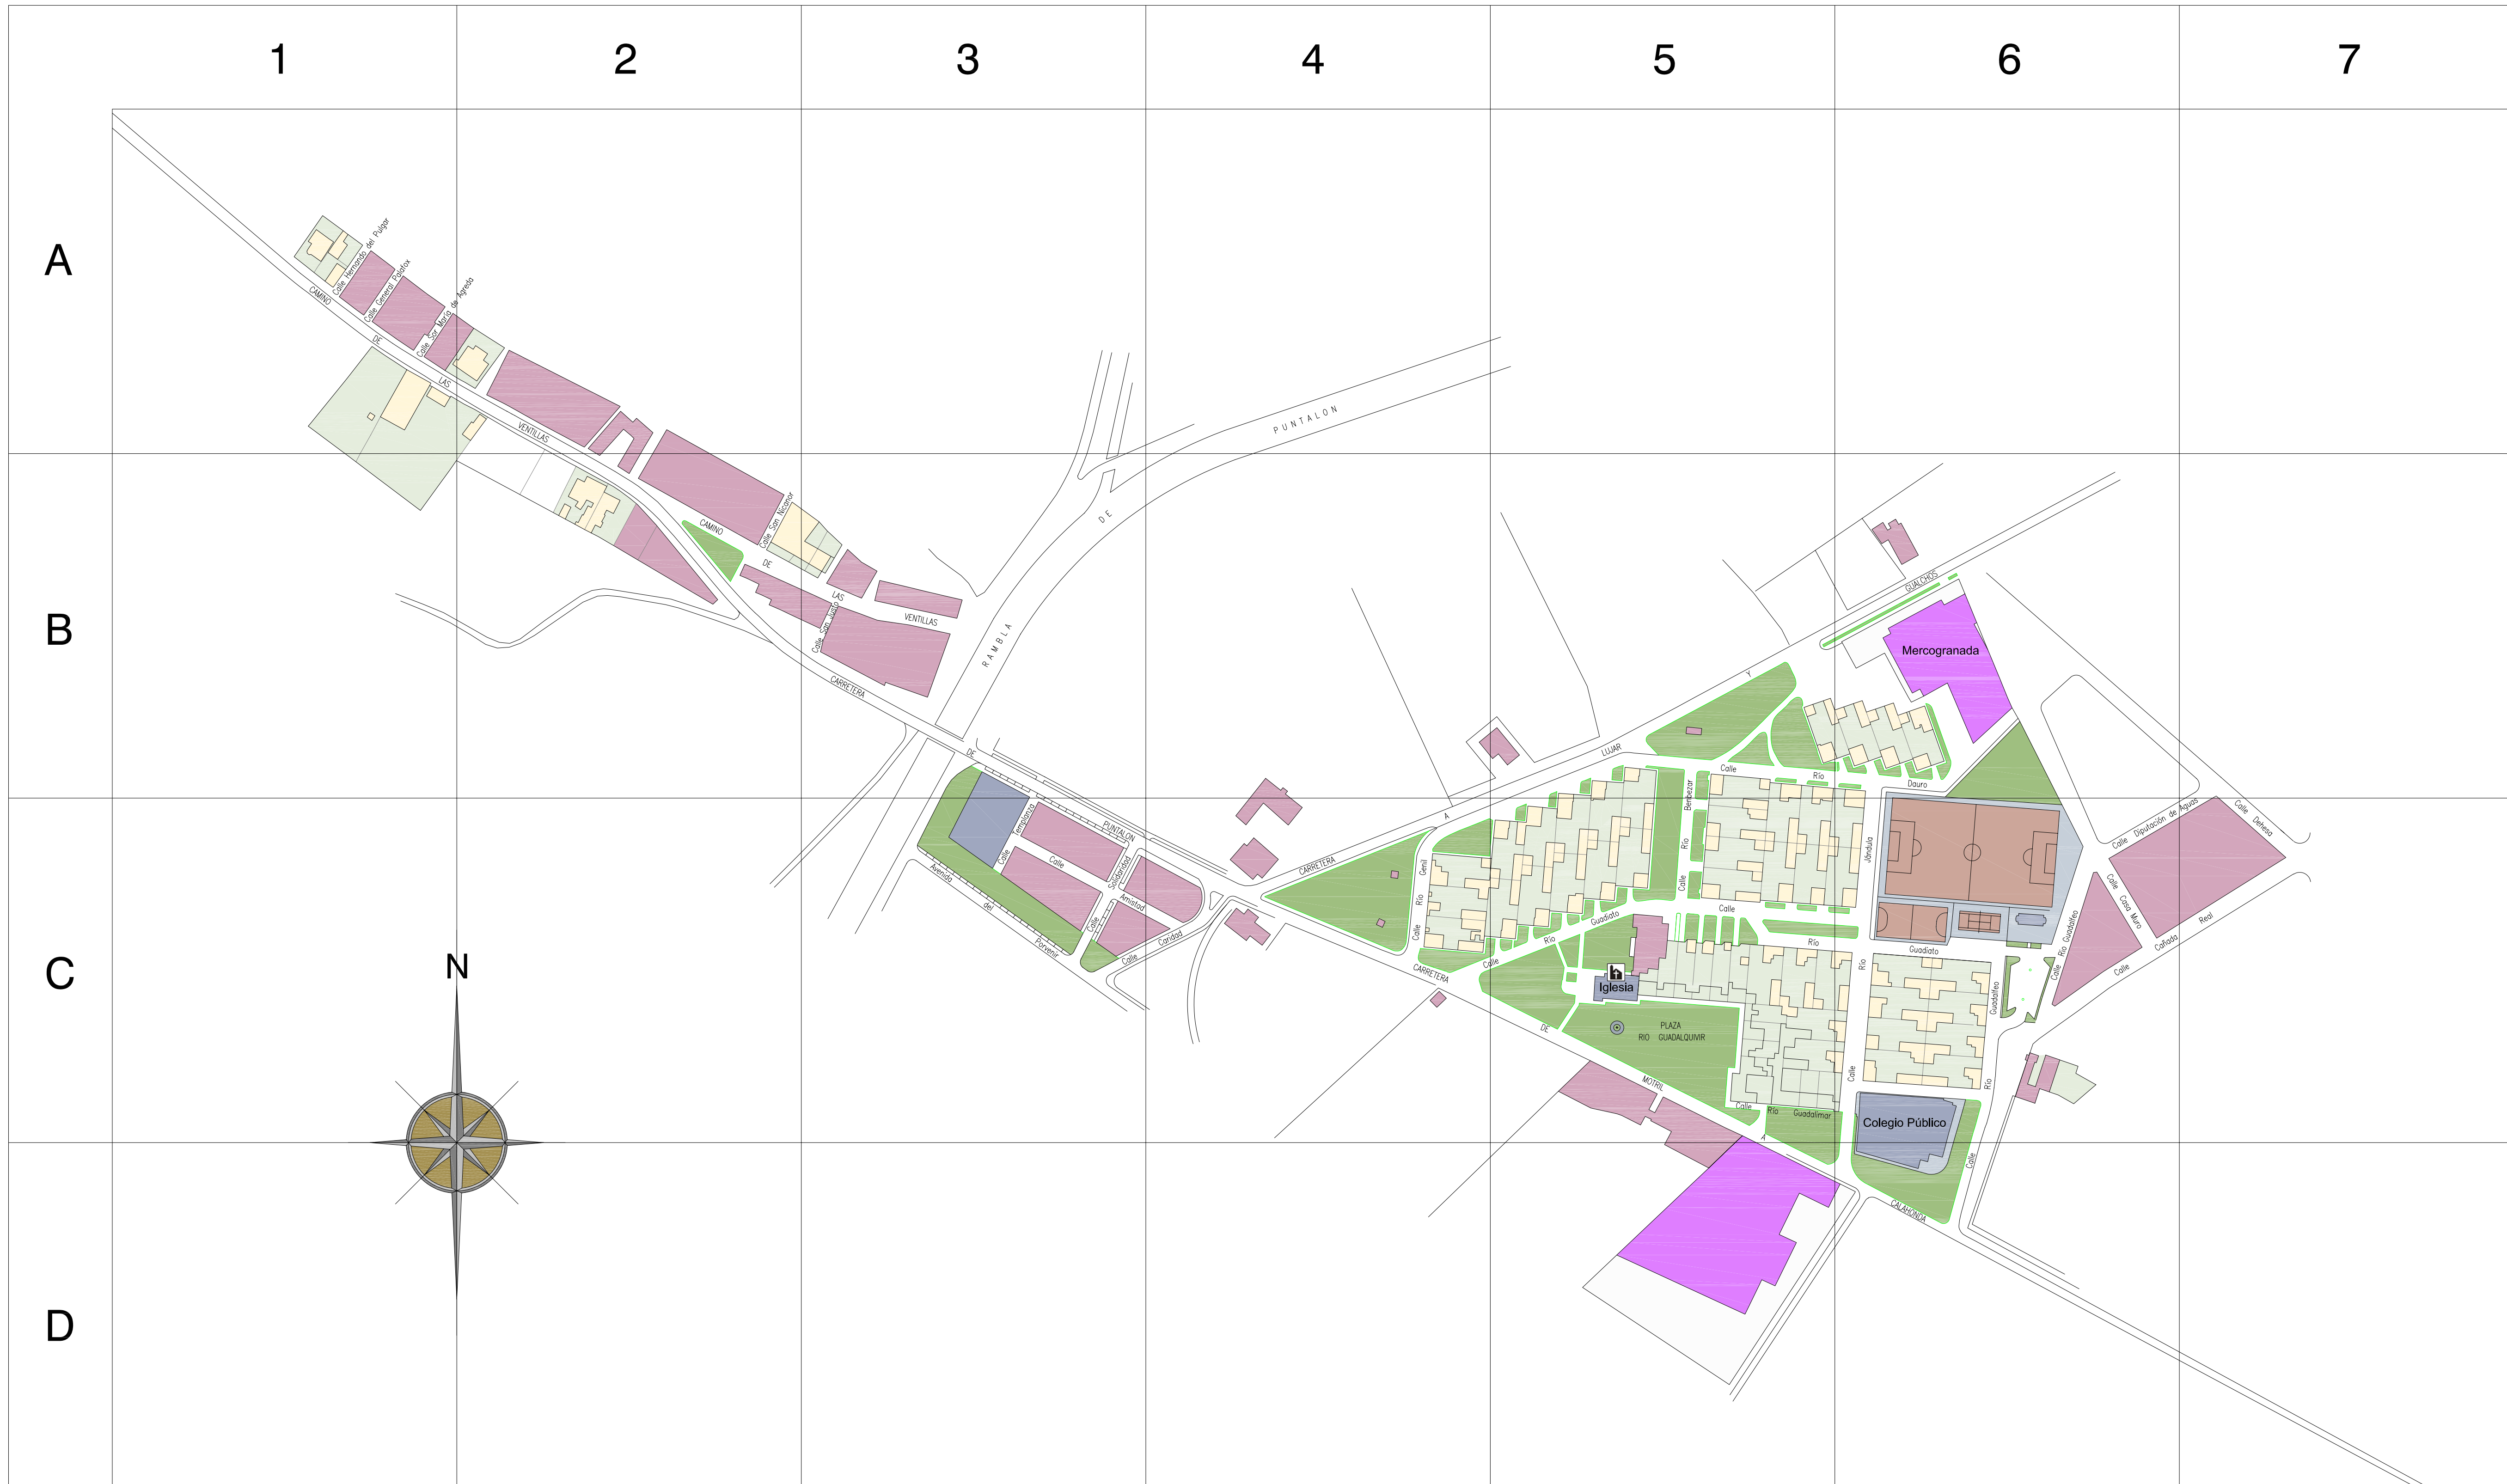 1
2
3
4
5
6
7
A
B
C
D
N
Calle Hernando del Pulgar
Calle General Palafox
Calle Sor María de Agreda
CAMINO
DE
LAS
VENTILLAS
CAMINO
DE
LAS
VENTILLAS
Calle San Nicanor
Calle San Justo
CARRETERA
DE
PUNTALON
RAMBLA
DE
PUNTALON
Calle Templanza
Calle
Solidaridad
Calle
Amistad
Calle
Caridad
Avenida
del
Porvenir
CARRETERA
A
LUJAR
Y
GUALCHOS
Mercogranada
Calle
Río
Dauro
Calle
Río
Benbezar
Calle
Río
Genil
Calle
Río
Guadiato
Calle
Río
Guadiato
Calle
Río
Jándula
Iglesia
PLAZA
RIO GUADALQUIVIR
Calle
Río
Guadalimar
CARRETERA
DE
MOTRIL
A
CALAHONDA
Colegio Público
Calle
Río
Guadalfeo
Calle
Río
Guadalfeo
Calle
Casa Muro
Calle
Diputación de Aguas
Calle
Dehesa
Calle
Cañada
Real